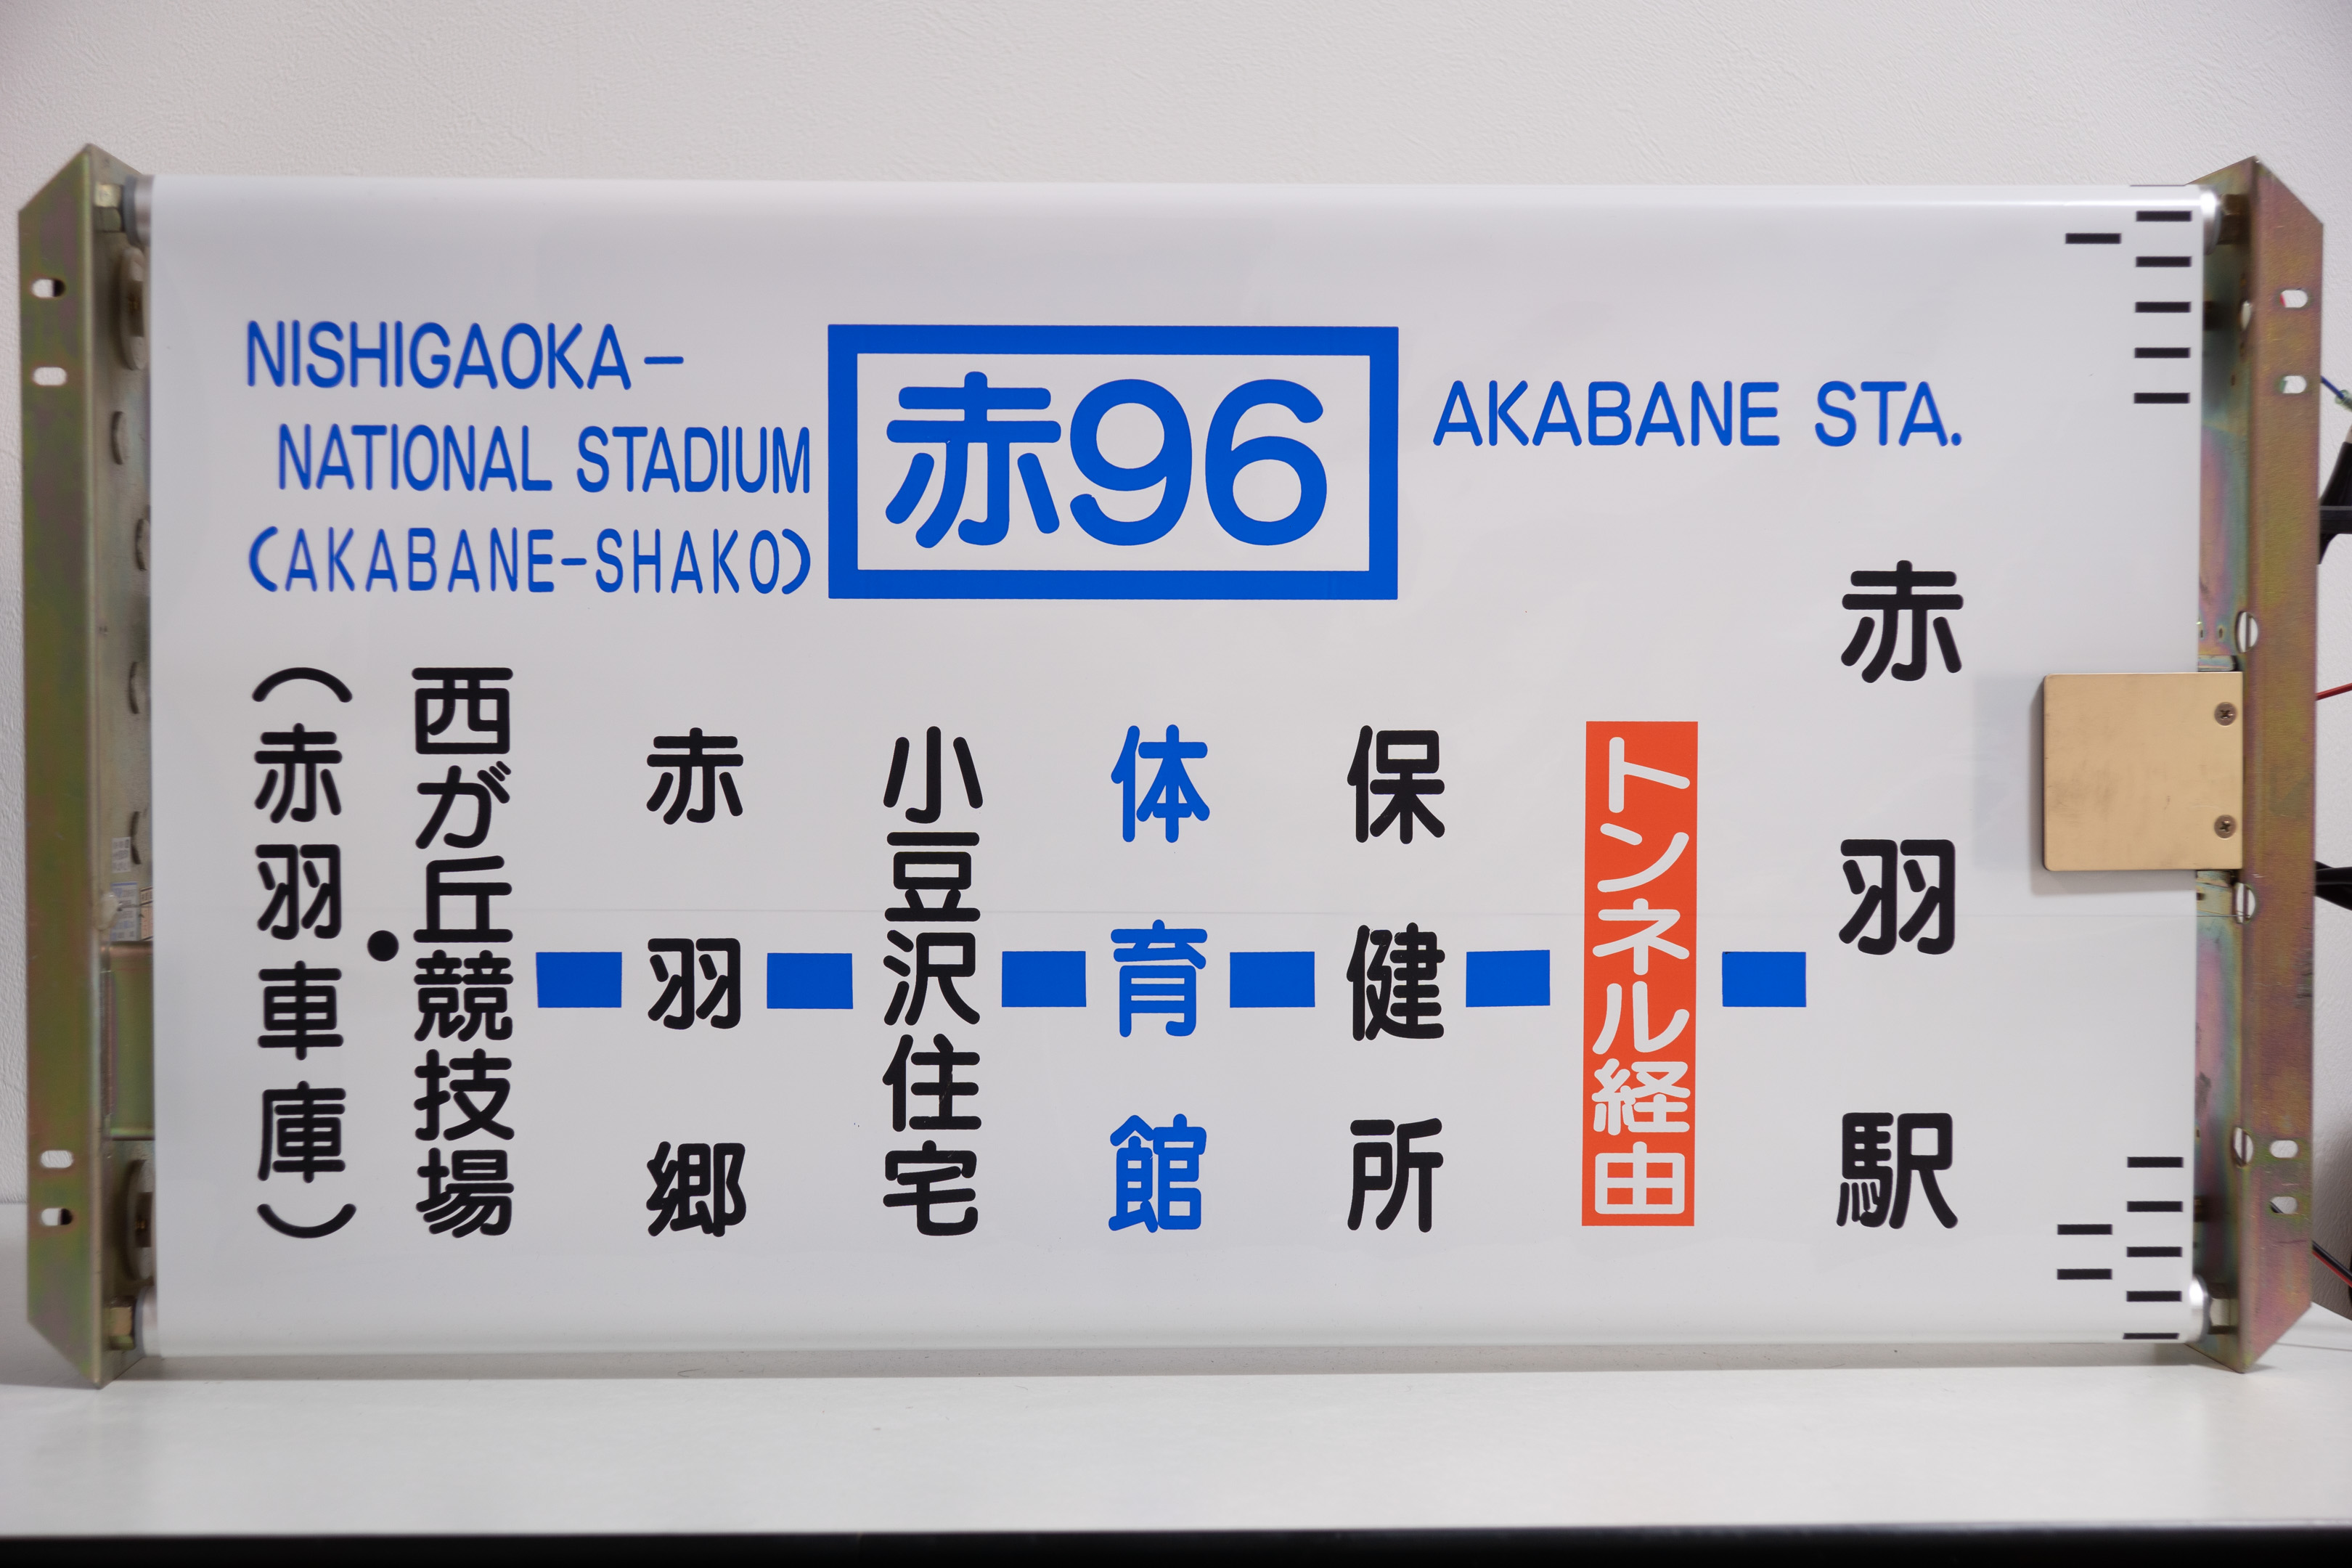 NISHIGAOKA-
NATIONAL STADIUM
(AKABANE-SHAKO)
赤96
AKABANE STA.
赤羽駅
トンネル経由
保健所
体育館
小豆沢住宅
赤羽郷
西が丘競技場・
(赤羽車庫)